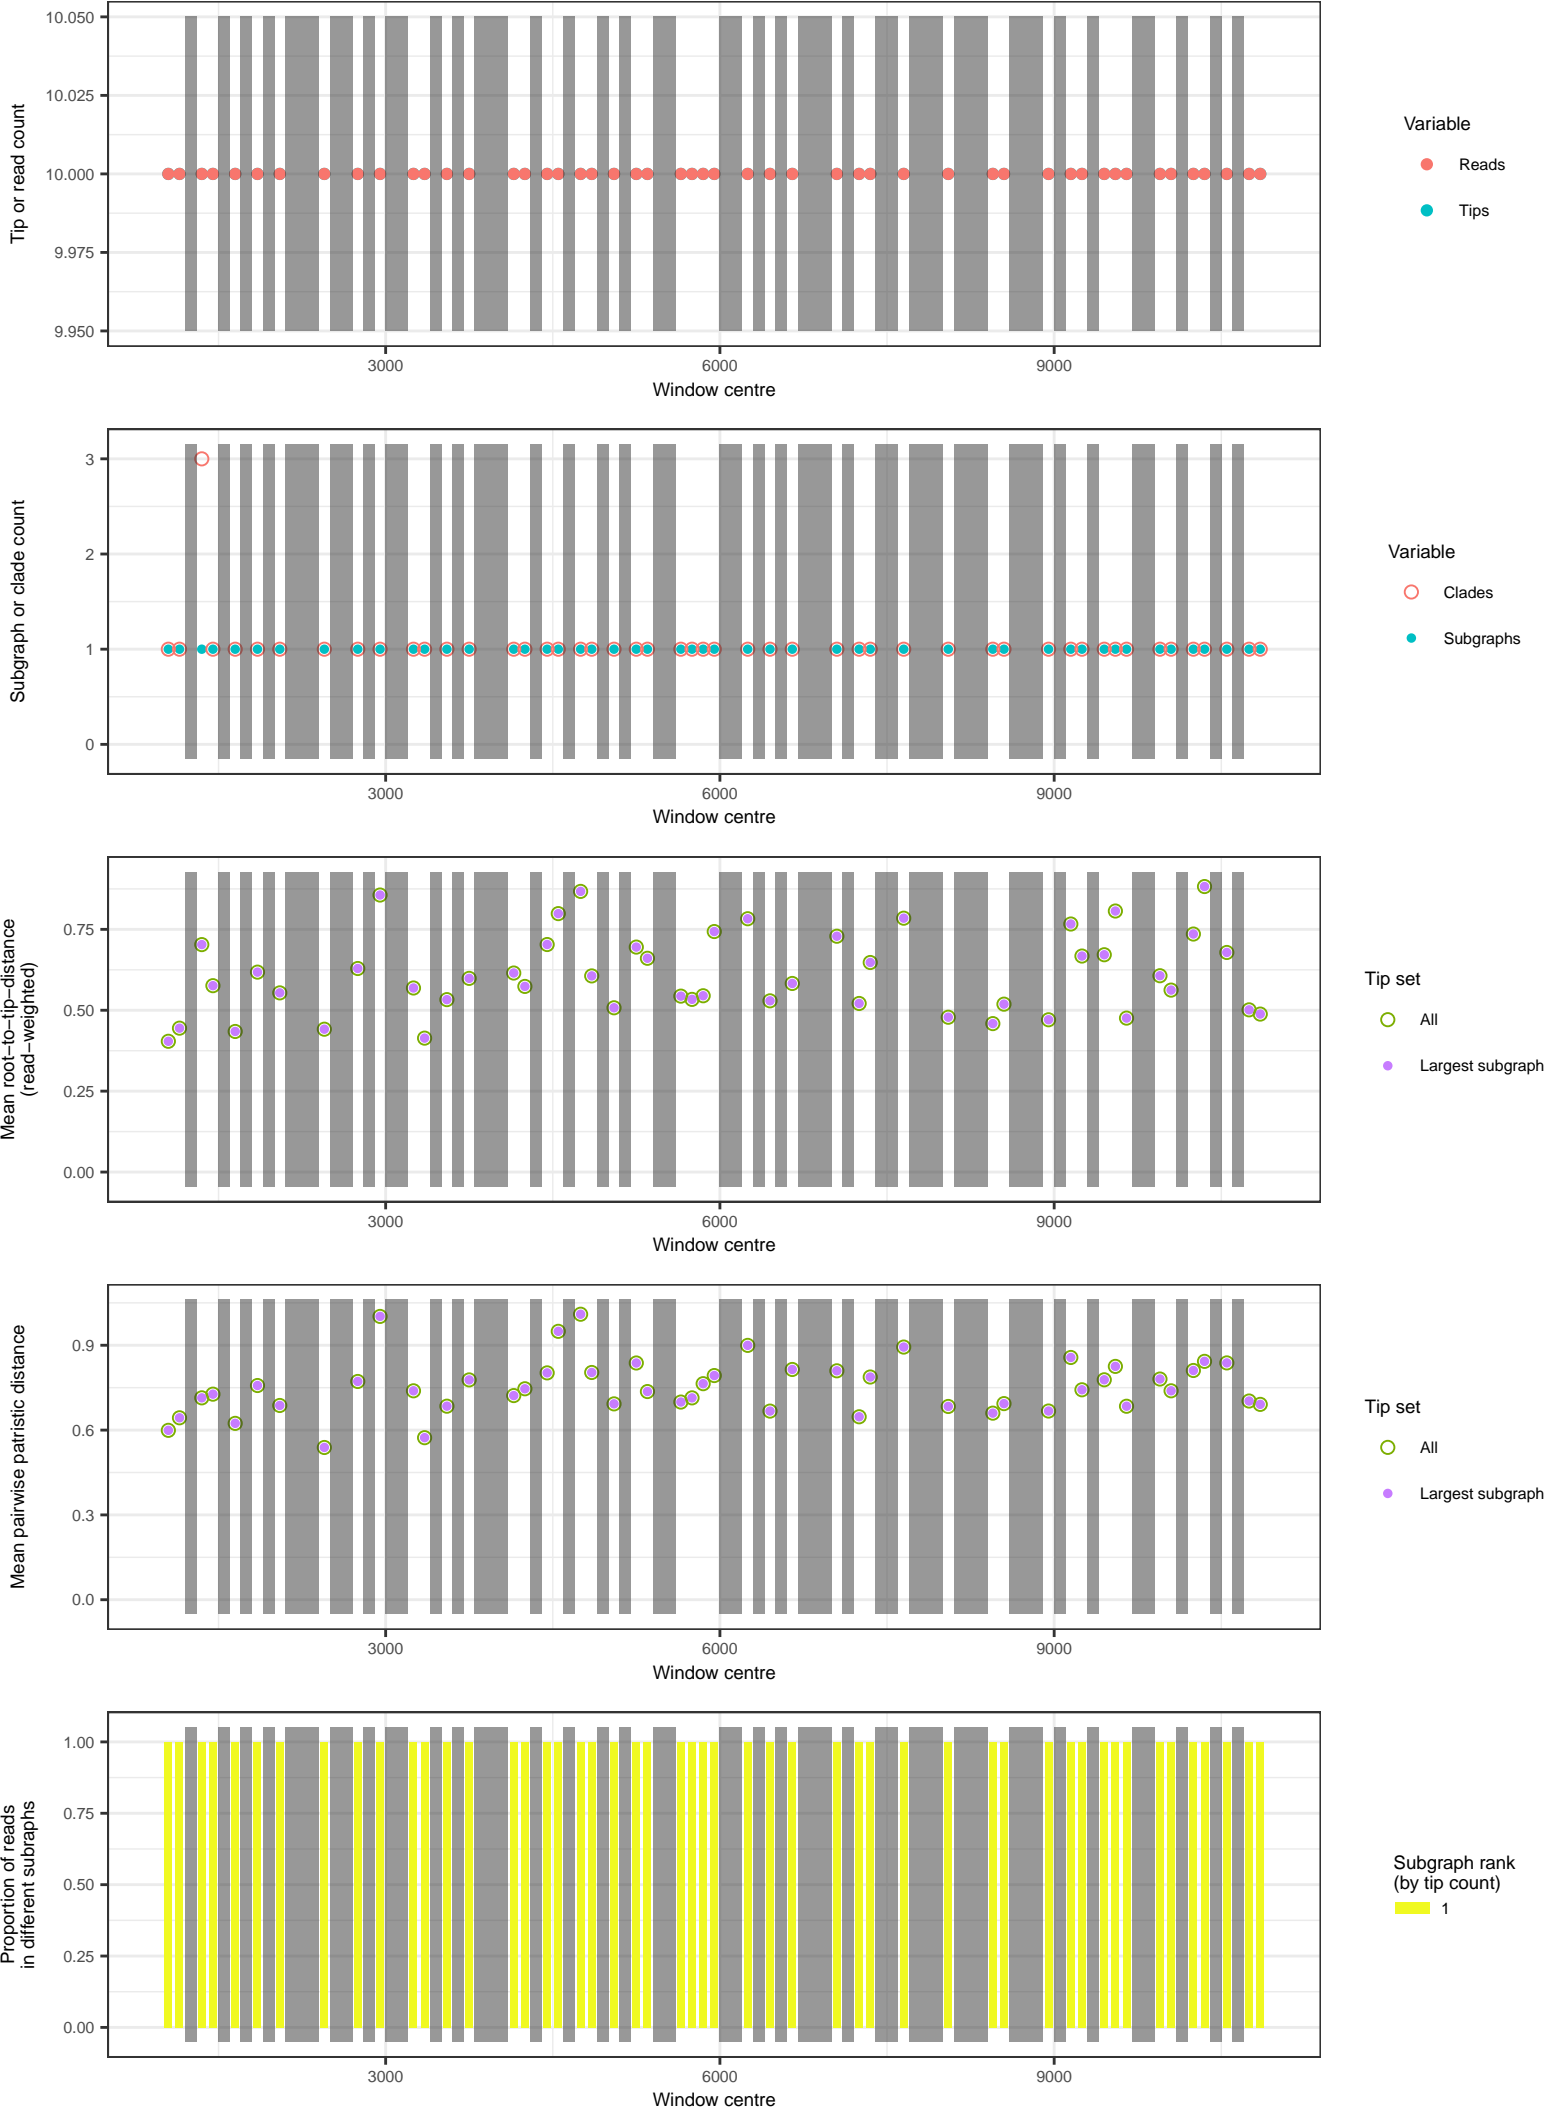 10.050
10.025
10.000
9.975
9.950
Tip or read count
3000
6000
9000
Window centre
Variable
Reads
Tips
3
2
1
0
Subgraph or clade count
3000
6000
9000
Window centre
Variable
Clades
Subgraphs
0.75
0.50
0.25
0.00
Mean root−to−tip−distance
(read−weighted)
3000
6000
9000
Window centre
Tip set
All
Largest subgraph
0.9
0.6
0.3
0.0
Mean pairwise patristic distance
3000
6000
9000
Window centre
Tip set
All
Largest subgraph
1.00
0.75
0.50
0.25
0.00
Proportion of reads
in different subraphs
3000
6000
9000
Window centre
Subgraph rank
(by tip count)
1